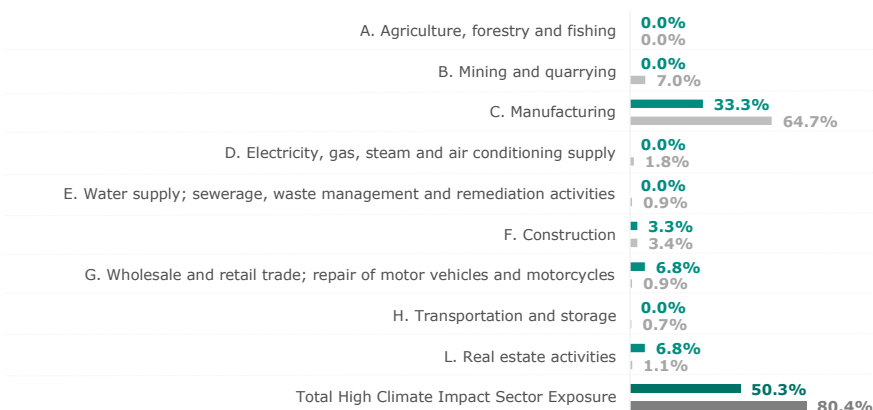 A. Agriculture, forestry and fishing
0.0%
0.0%
B. Mining and quarrying
0.0%
7.0%
C. Manufacturing
33.3%
64.7%
D. Electricity, gas, steam and air conditioning supply
0.0%
1.8%
E. Water supply; sewerage, waste management and remediation activities
0.0%
0.9%
F. Construction
3.3%
3.4%
G. Wholesale and retail trade; repair of motor vehicles and motorcycles
6.8%
0.9%
H. Transportation and storage
0.0%
0.7%
L. Real estate activities
6.8%
1.1%
Total High Climate Impact Sector Exposure
50.3%
80.4%